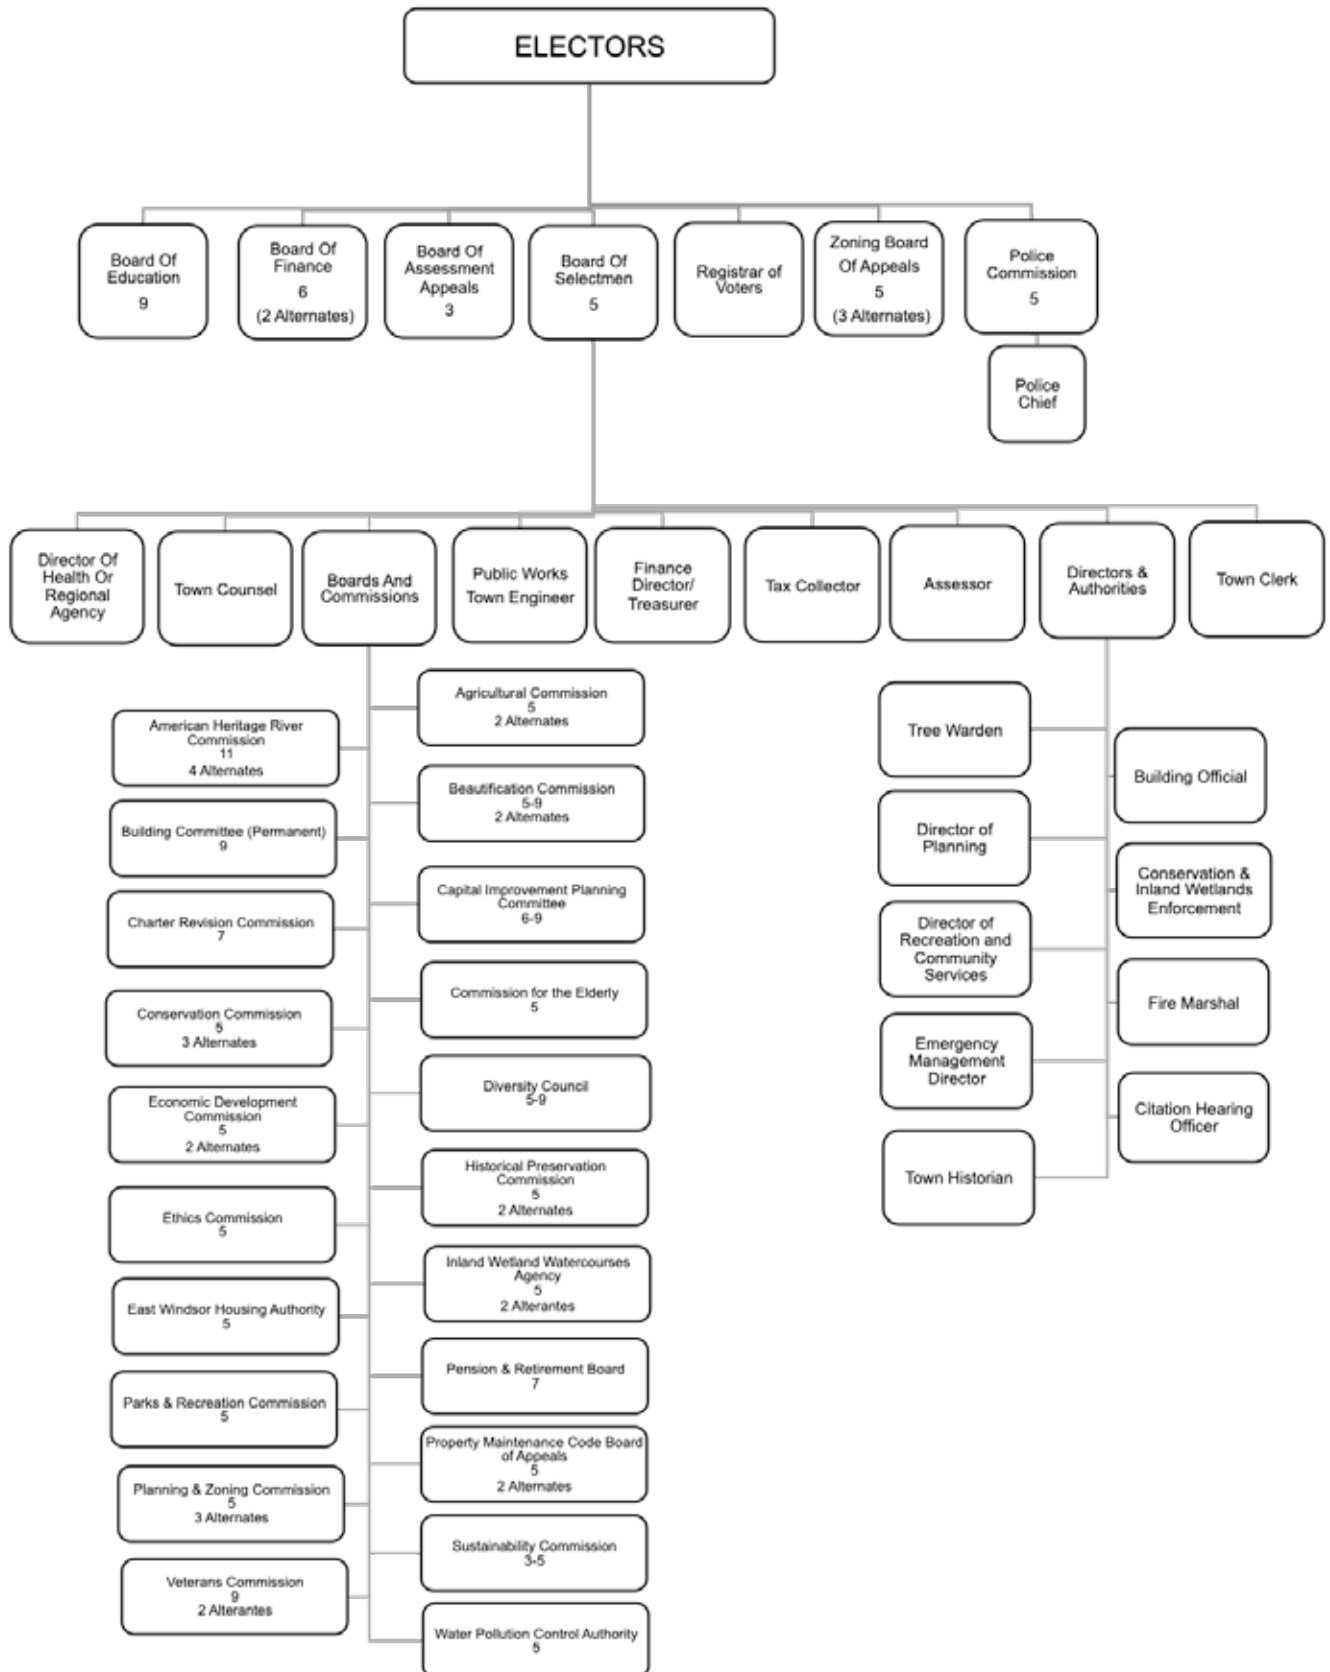 ELECTORS
Board Of
Education
9
Board Of
Finance
6
(2 Alternates)
Board Of
Assessment
Appeals
3
Board Of
Selectmen
5
Registrar of
Voters
Zoning Board
Of Appeals
5
(3 Alternates)
Police
Commission
5
Police
Chief
Director Of
Health Or
Regional
Agency
Town Counsel
Boards And
Commissions
Public Works
Town Engineer
Finance
Director/
Treasurer
Tax Collector
Assessor
Directors &
Authorities
Town Clerk
American Heritage River
Commission
11
4 Alternates
Building Committee (Permanent)
9
Charter Revision Commission
7
Conservation Commission
5
3 Alternates
Economic Development
Commission
5
2 Alternates
Ethics Commission
5
East Windsor Housing Authority
5
Parks & Recreation Commission
5
Planning & Zoning Commission
5
3 Alternates
Veterans Commission
9
2 Alterantes
Agricultural Commission
5
2 Alternates
Beautification Commission
5-9
2 Alternates
Capital Improvement Planning
Committee
6-9
Commission for the Elderly
5
Diversity Council
5-9
Historical Preservation
Commission
5
2 Alternates
Inland Wetland Watercourses
Agency
5
2 Alterantes
Pension & Retirement Board
7
Property Maintenance Code Board
of Appeals
5
2 Alternates
Sustainability Commission
3-5
Water Pollution Control Authority
5
Tree Warden
Director of
Planning
Director of
Recreation and
Community
Services
Emergency
Management
Director
Town Historian
Building Official
Conservation &
Inland Wetlands
Enforcement
Fire Marshal
Citation Hearing
Officer